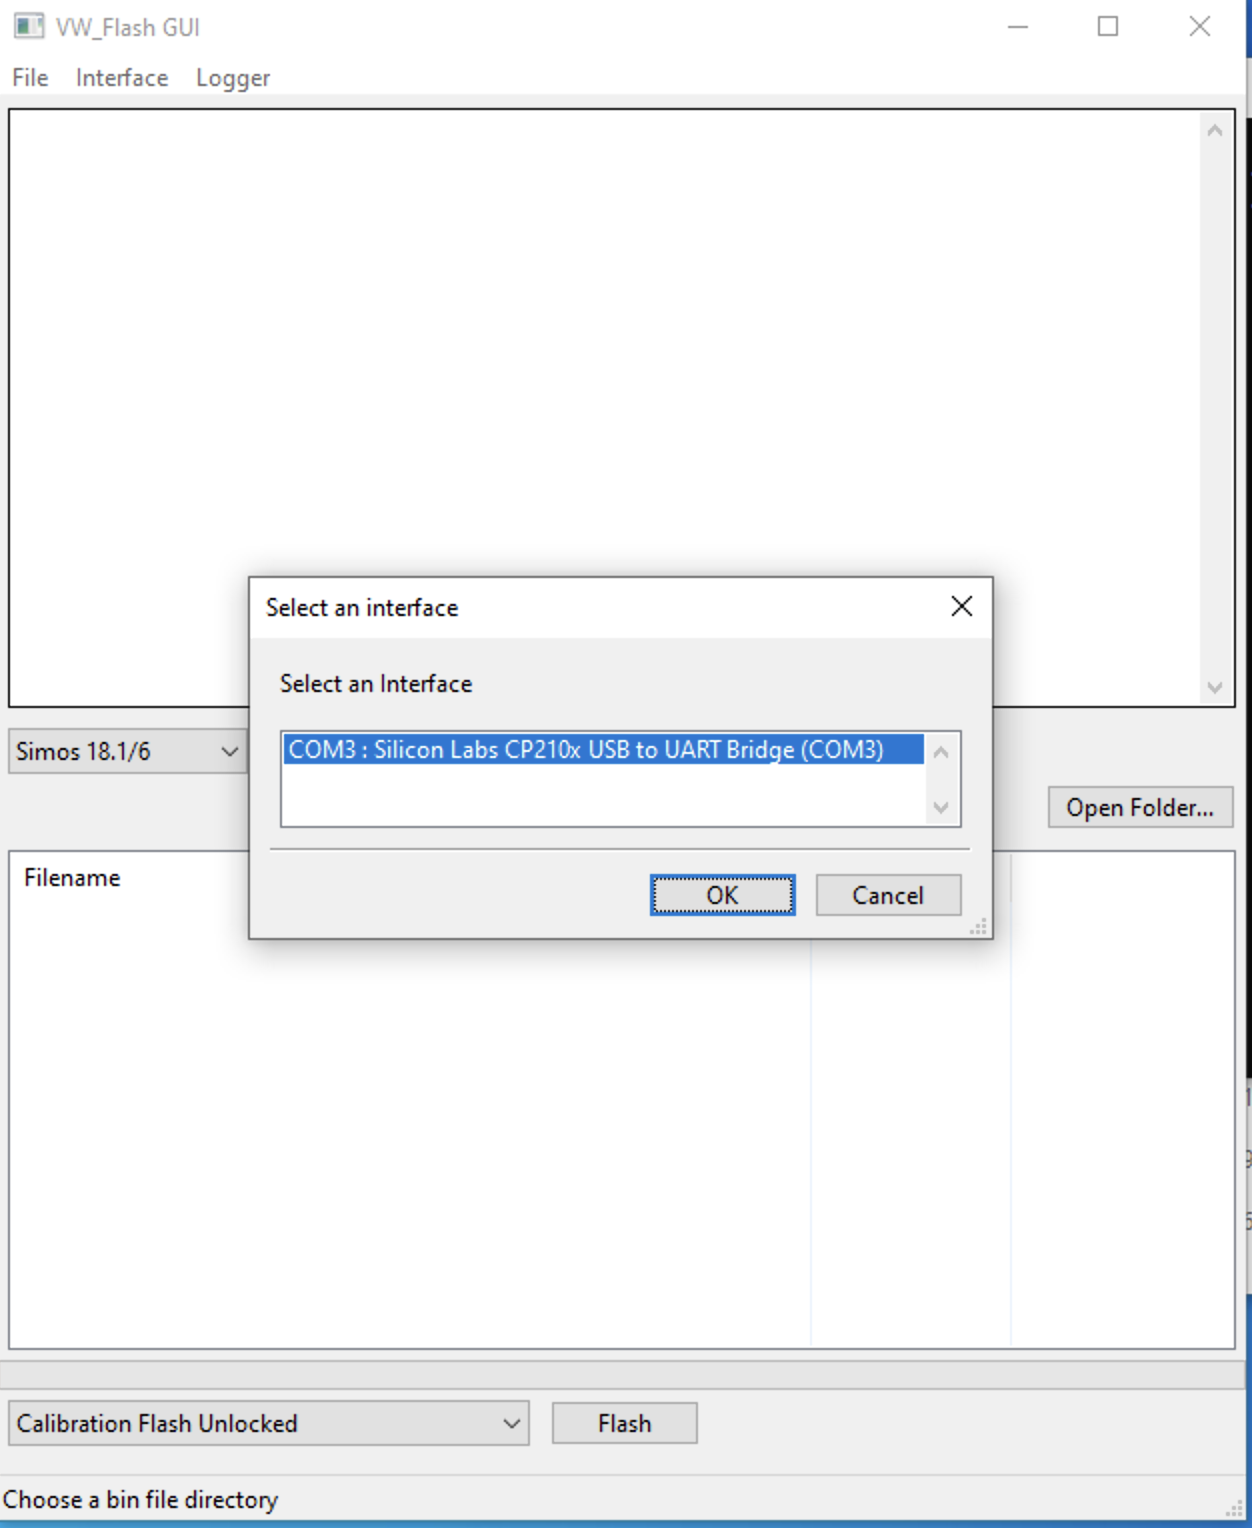 VW_Flash GUI
File Interface Logger
Select an interface
Select an Interface
Simos 18.1/6
COM3 : Silicon Labs CP210x USB to UART Bridge (COM3)
Open Folder...
Filename
OK Cancel
Calibration Flash Unlocked Flash
Choose a bin file directory